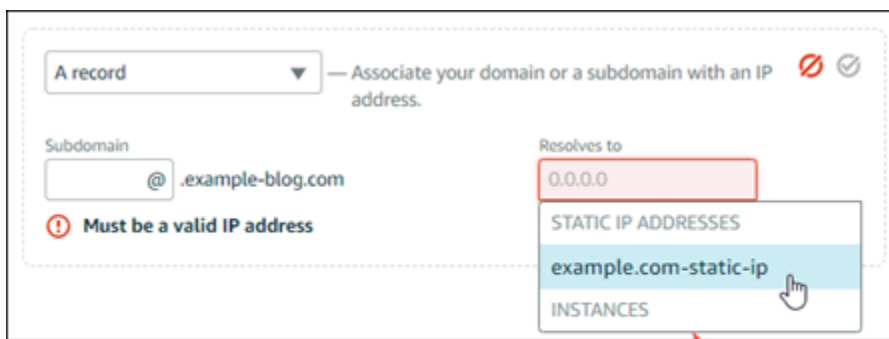 A record
— Associate your domain or a subdomain with an IP
address.
Subdomain
@ .example-blog.com
Must be a valid IP address
Resolves to
0.0.0.0
STATIC IP ADDRESSES
example.com-static-ip
INSTANCES